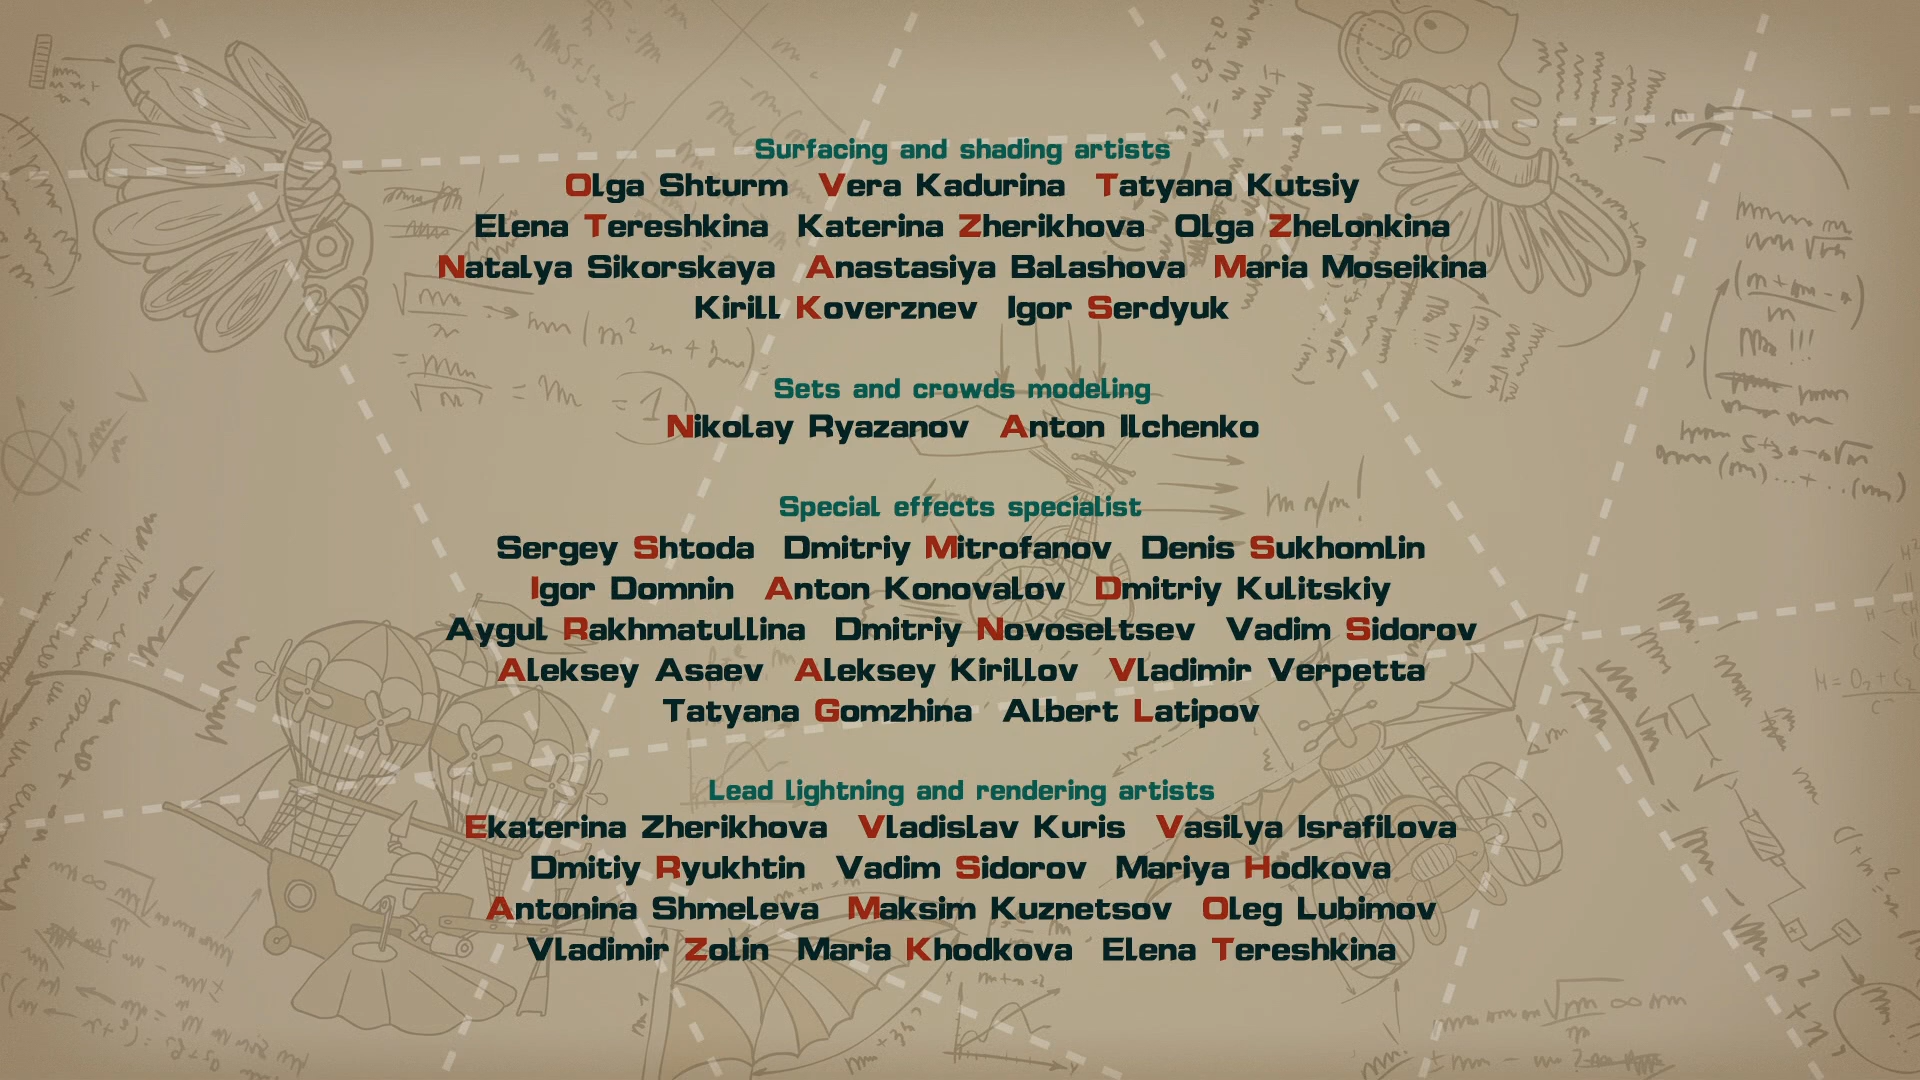 Surfacing and shading artists
Olga Shturm Vera Kadurina Tatyana Kutsiy
Elena Tereshkina Katerina Zherikhova Olga Zhelonkina
Natalya Sikorskaya Anastasiya Balashova Maria Moseikina
Kirill Koverznev Igor Serdyuk
Sets and crowds modeling
Nikolay Ryazanov Anton Ilchenko
Special effects specialist
Sergey Shtoda Dmitriy Mitrofanov Denis Sukhomlin
Igor Domnin Anton Konovalov Dmitriy Kulitskiy
Aygul Rakhmatullina Dmitriy Novoseltsev Vadim Sidorov
Aleksey Asaev Aleksey Kirillov Vladimir Verpetta
Tatyana Gomzhina Albert Latipov
Lead lightning and rendering artists
Ekaterina Zherikhova Vladislav Kuris Vasilya Israfilova
Dmitiy Ryukhtin Vadim Sidorov Mariya Hodkova
Antonina Shmeleva Maksim Kuznetsov Oleg Lubimov
Vladimir Zolin Maria Khodkova Elena Tereshkina